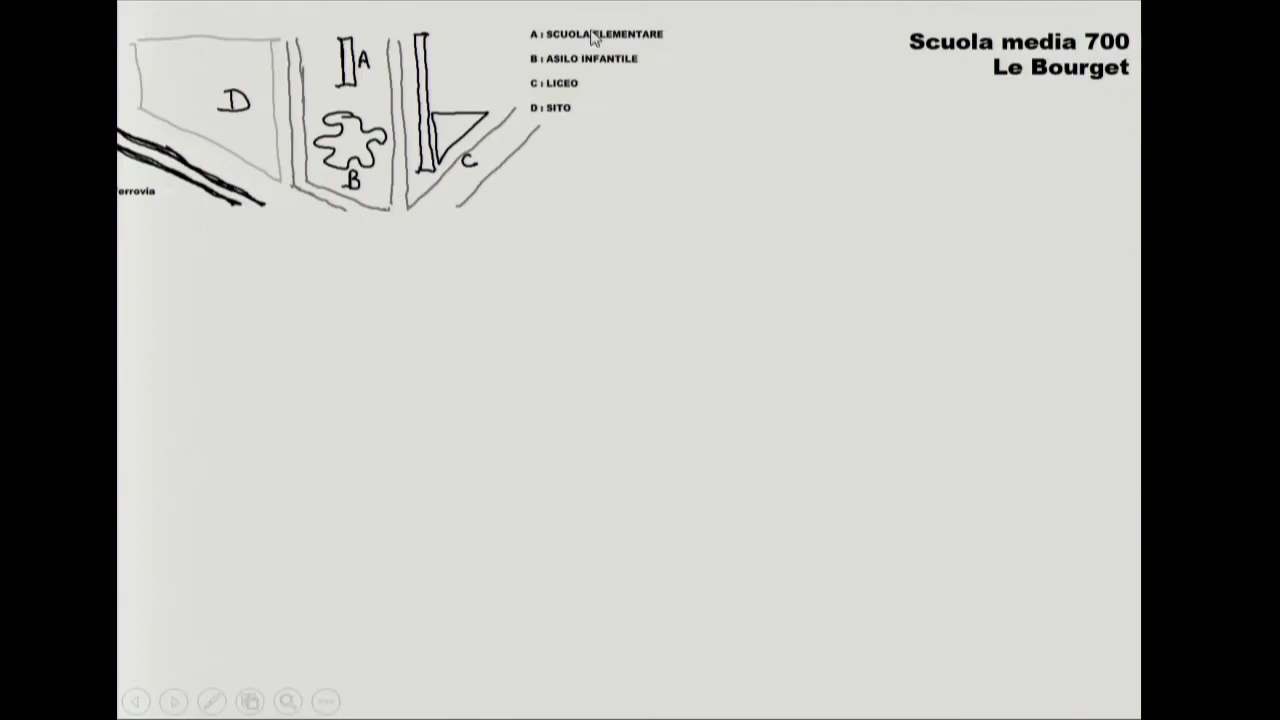 Scuola media 700
Le Bourget
A : SCUOLA ELEMENTARE
B : ASILO INFANTILE
C : LICEO
D : SITO
A
D
B
C
errovia